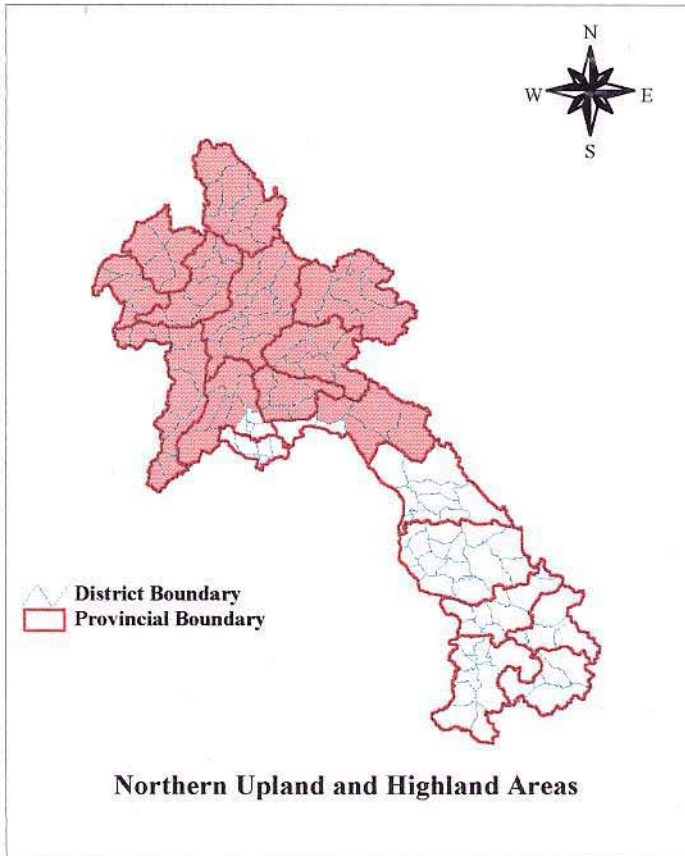 N
W E
S
District Boundary
Provincial Boundary
Northern Upland and Highland Areas